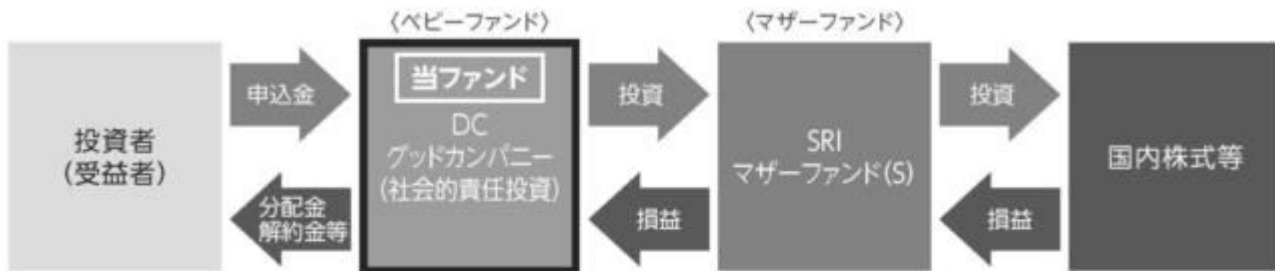 〈ベビーファンド〉
〈マザーファンド〉
投資者
(受益者)
申込金
分配金
解約金等
当ファンド
DC
グッドカンパニー
(社会的責任投資)
投資
損益
SRI
マザーファンド(S)
投資
損益
国内株式等